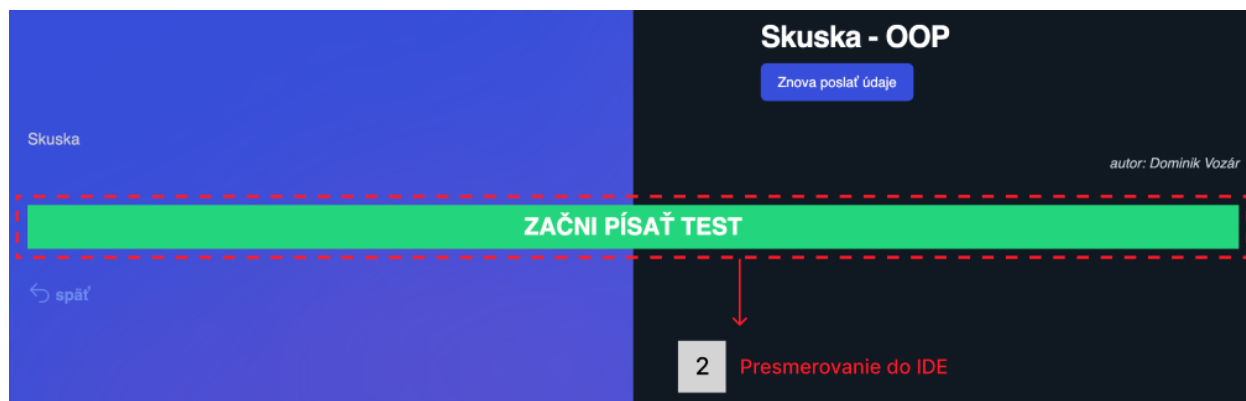 Skuska - OOP
Znova poslať údaje
Skuska
autor: Dominik Vozár
ZAČNI PÍSAŤ TEST
späť
2 Presmerovanie do IDE